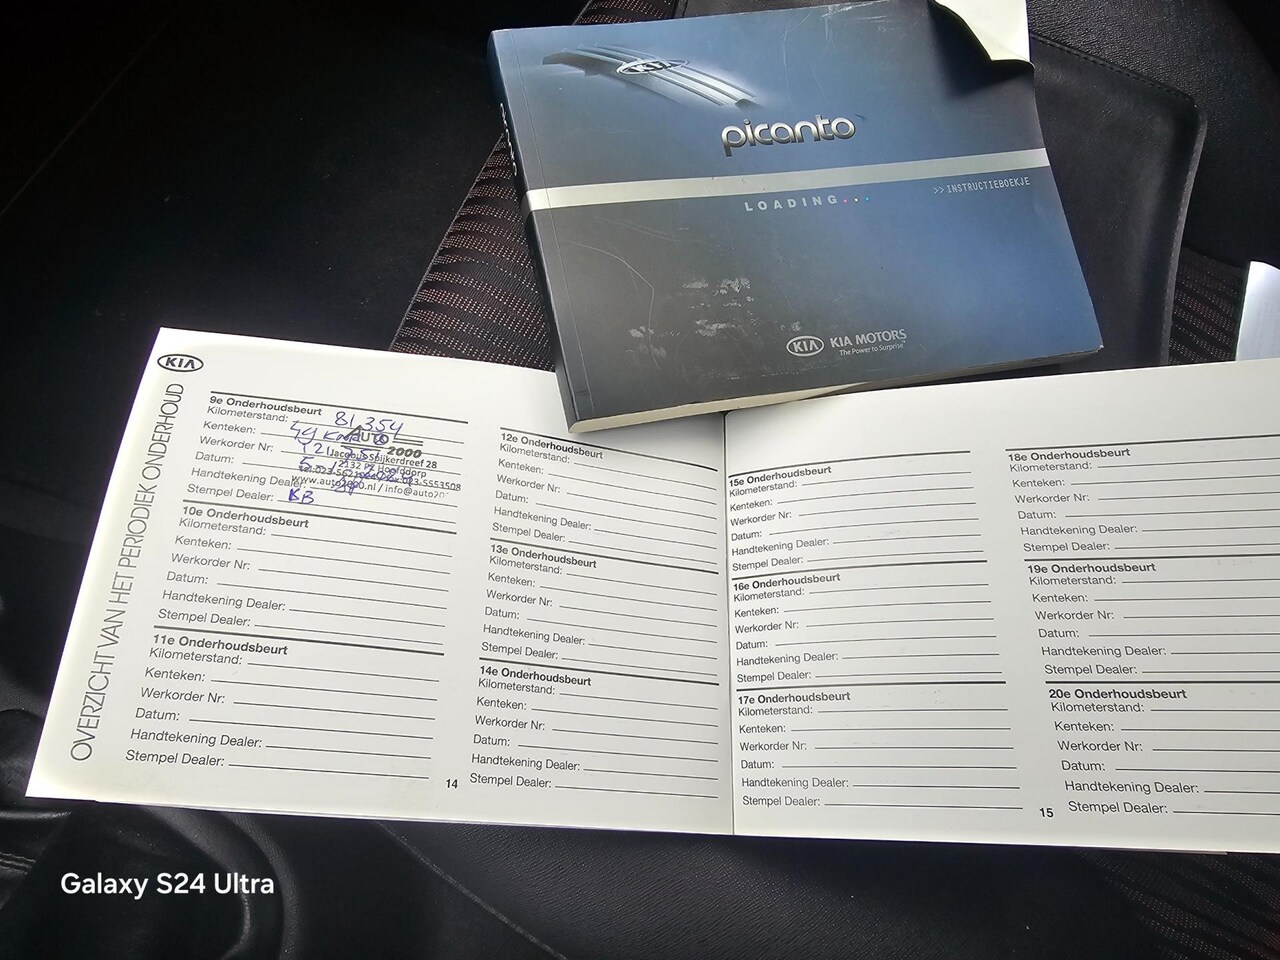 KIA
picanto
LOADING...
>> INSTRUCTIEBOEKJE
KIA KIA MOTORS
The Power to Surprise
KIA
OVERZICHT VAN HET PERIODIEK ONDERHOUD
9e Onderhoudsbeurt
Kilometerstand: 81 354
Kenteken:
Werkorder Nr:
Datum:
Handtekening Dealer:
Stempel Dealer: KB
AUTO 2000
Jacobus Spijkerdreef 28
2132 Hoofddorp
www.auto2000.nl / info@auto20
10e Onderhoudsbeurt
Kilometerstand:
Kenteken:
Werkorder Nr:
Datum:
Handtekening Dealer:
Stempel Dealer:
11e Onderhoudsbeurt
Kilometerstand:
Kenteken:
Werkorder Nr:
Datum:
Handtekening Dealer:
Stempel Dealer:
12e Onderhoudsbeurt
Kilometerstand:
Kenteken:
Werkorder Nr:
Datum:
Handtekening Dealer:
Stempel Dealer:
13e Onderhoudsbeurt
Kilometerstand:
Kenteken:
Werkorder Nr:
Datum:
Handtekening Dealer:
Stempel Dealer:
14e Onderhoudsbeurt
Kilometerstand:
Kenteken:
Werkorder Nr:
Datum:
Handtekening Dealer:
Stempel Dealer:
14
15e Onderhoudsbeurt
Kilometerstand:
Kenteken:
Werkorder Nr:
Datum:
Handtekening Dealer:
Stempel Dealer:
16e Onderhoudsbeurt
Kilometerstand:
Kenteken:
Werkorder Nr:
Datum:
Handtekening Dealer:
Stempel Dealer:
17e Onderhoudsbeurt
Kilometerstand:
Kenteken:
Werkorder Nr:
Datum:
Handtekening Dealer:
Stempel Dealer:
18e Onderhoudsbeurt
Kilometerstand:
Kenteken:
Werkorder Nr:
Datum:
Handtekening Dealer:
Stempel Dealer:
19e Onderhoudsbeurt
Kilometerstand:
Kenteken:
Werkorder Nr:
Datum:
Handtekening Dealer:
Stempel Dealer:
20e Onderhoudsbeurt
Kilometerstand:
Kenteken:
Werkorder Nr:
Datum:
Handtekening Dealer:
Stempel Dealer:
15
Galaxy S24 Ultra